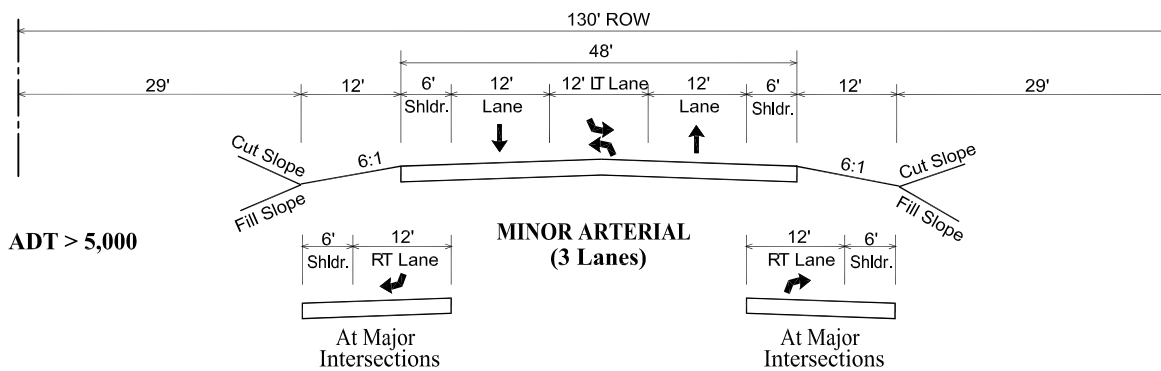 130' ROW
48'
29' 12' 6' 12' 12' LT Lane 12' 6' 12' 29'
Shldr. Lane Lane Shldr.
Cut Slope 6:1 6:1 Cut Slope
Fill Slope Fill Slope
ADT > 5,000
MINOR ARTERIAL
(3 Lanes)
6' 12' 12' 6'
Shldr. RT Lane RT Lane Shldr.
At Major At Major
Intersections Intersections